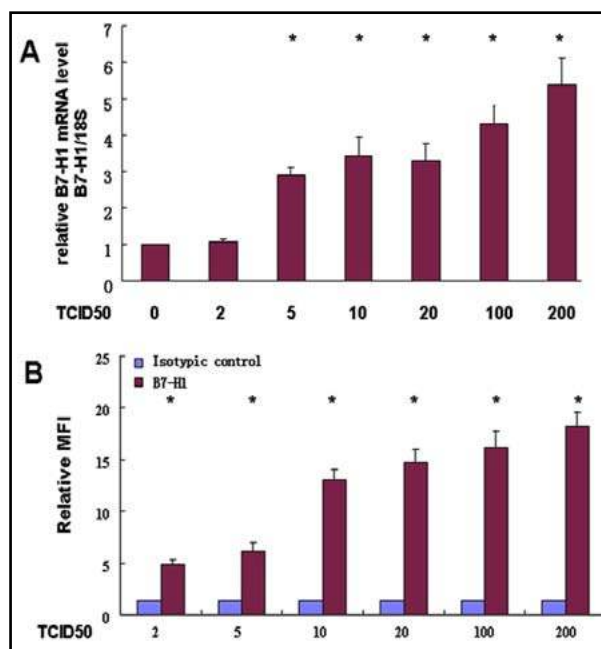 A
relative B7-H1 mRNA level
B7-H1/18S
7
6
5
4
3
2
1
0
* * * * *
TCID50 0 2 5 10 20 100 200
B
Relative MFI
25
20
15
10
5
0
Isotypic control
B7-H1
* * * * * *
TCID50 2 5 10 20 100 200